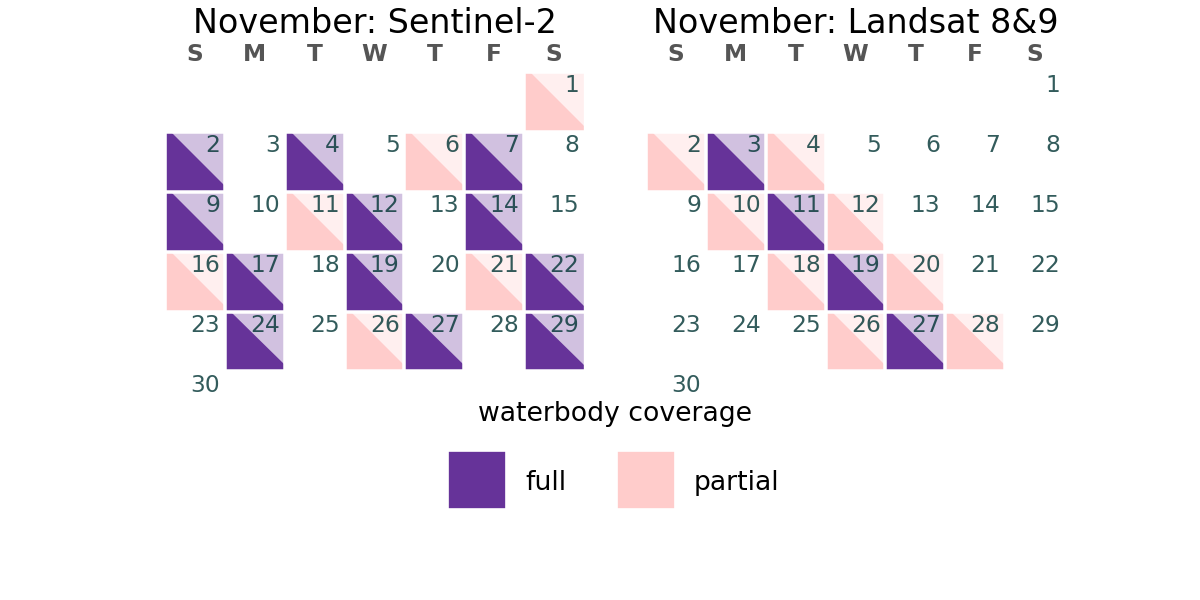 November: Sentinel-2
S M T W T F S
1
2 3 4 5 6 7 8
9 10 11 12 13 14 15
16 17 18 19 20 21 22
23 24 25 26 27 28 29
30
November: Landsat 8&9
S M T W T F S
1
2 3 4 5 6 7 8
9 10 11 12 13 14 15
16 17 18 19 20 21 22
23 24 25 26 27 28 29
30
waterbody coverage
full partial